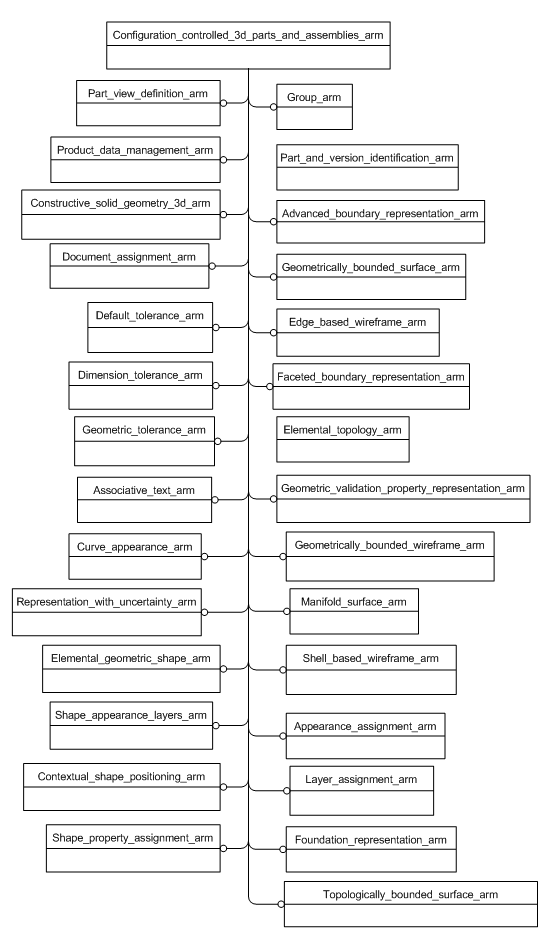 Configuration_controlled_3d_parts_and_assemblies_arm
Part_view_definition_arm
Group_arm
Product_data_management_arm
Part_and_version_identification_arm
Constructive_solid_geometry_3d_arm
Advanced_boundary_representation_arm
Document_assignment_arm
Geometrically_bounded_surface_arm
Default_tolerance_arm
Edge_based_wireframe_arm
Dimension_tolerance_arm
Faceted_boundary_representation_arm
Geometric_tolerance_arm
Elemental_topology_arm
Associative_text_arm
Geometric_validation_property_representation_arm
Curve_appearance_arm
Geometrically_bounded_wireframe_arm
Representation_with_uncertainty_arm
Manifold_surface_arm
Elemental_geometric_shape_arm
Shell_based_wireframe_arm
Shape_appearance_layers_arm
Appearance_assignment_arm
Contextual_shape_positioning_arm
Layer_assignment_arm
Shape_property_assignment_arm
Foundation_representation_arm
Topologically_bounded_surface_arm